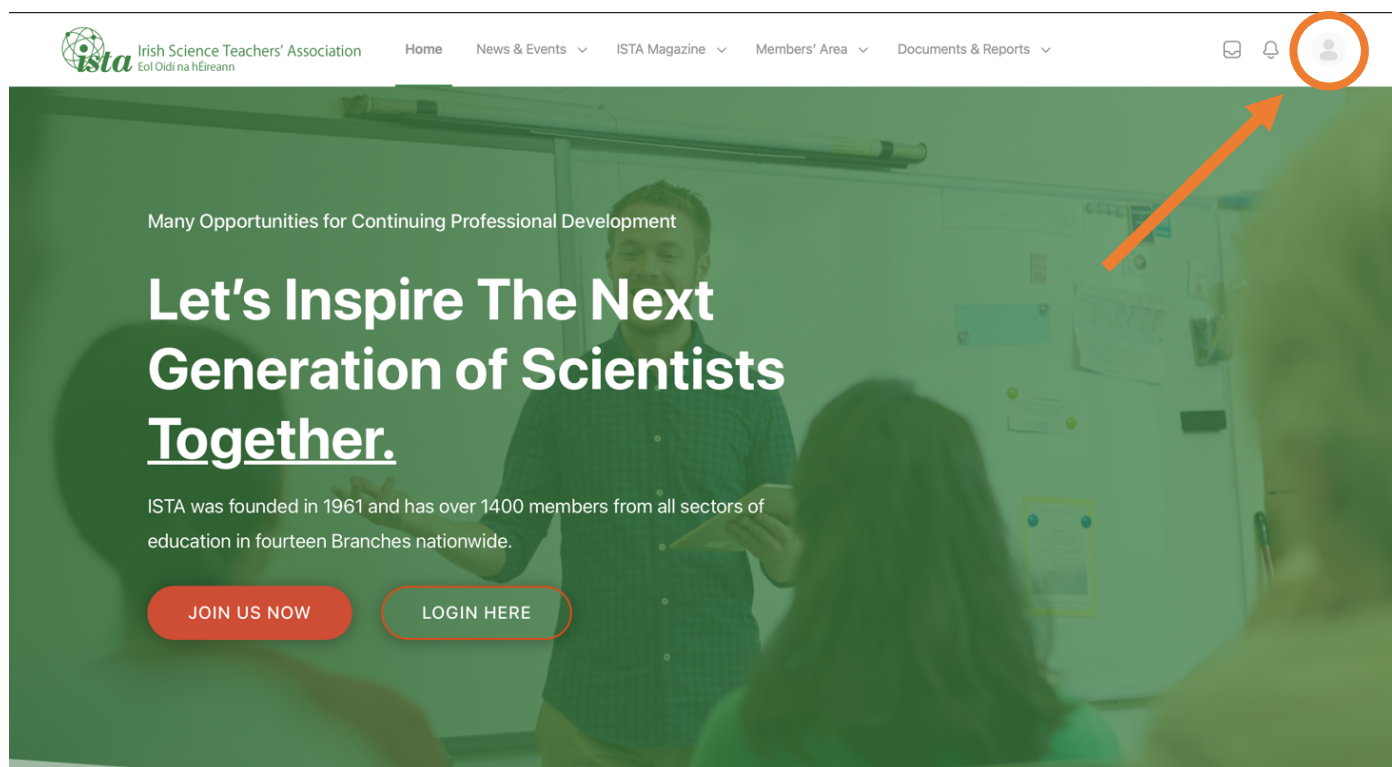 ista
Irish Science Teachers' Association
Eol Oidí na hÉireann
Home News & Events ISTA Magazine Members' Area Documents & Reports
Many Opportunities for Continuing Professional Development
Let's Inspire The Next
Generation of Scientists
Together.
ISTA was founded in 1961 and has over 1400 members from all sectors of
education in fourteen Branches nationwide.
JOIN US NOW LOGIN HERE